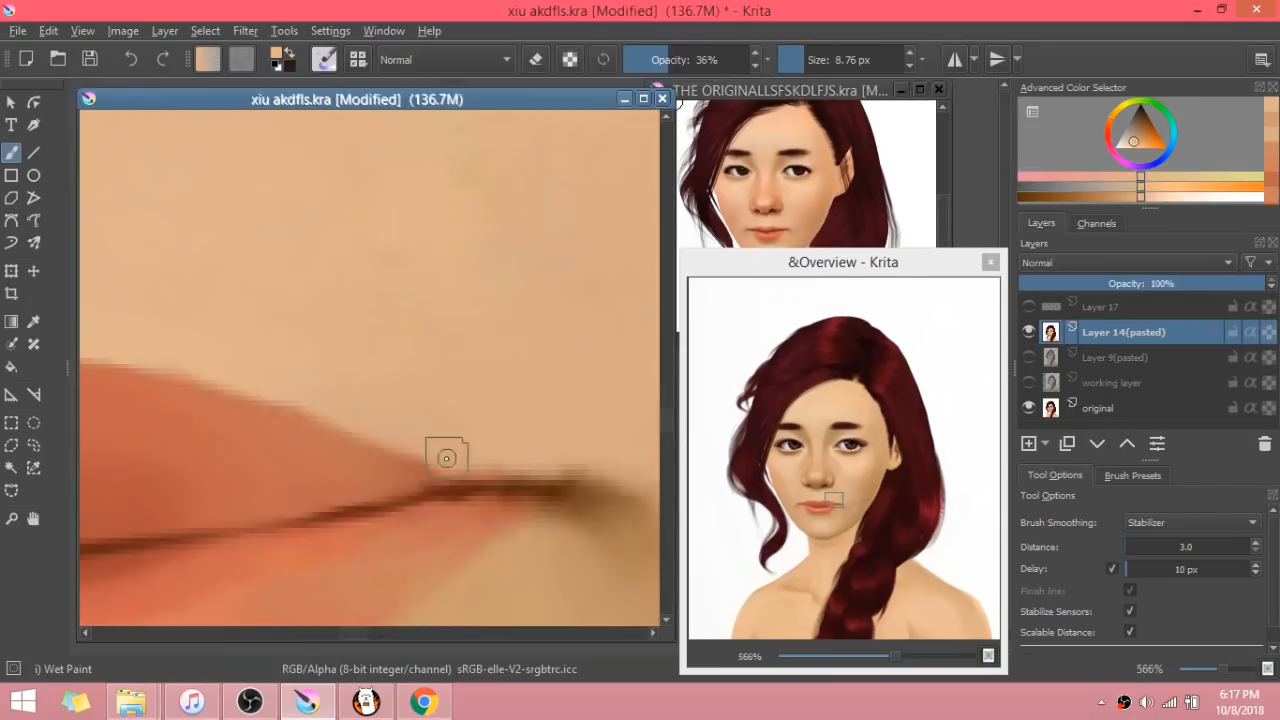 xiu akdfls.kra [Modified]  (136.7M) * - Krita
File Edit View Image Layer Select Filter Tools Settings Window Help
Normal Opacity: 36% Size: 8.76 px
xiu akdfls.kra [Modified]  (136.7M)
THE ORIGINALLSFSKDLFJS.kra [M...
Advanced Color Selector
Layers Channels
Layers
Normal
Opacity: 100%
Layer 17
Layer 14(pasted)
Layer 9(pasted)
working layer
original
&Overview - Krita
x
566%
Tool Options Brush Presets
Tool Options
Brush Smoothing: Stabilizer
Distance: 3.0
Delay: 10 px
Finish line:
Stabilize Sensors:
Scalable Distance:
i) Wet Paint RGB/Alpha (8-bit integer/channel)  sRGB-elle-V2-srgbtrc.icc 566%
6:17 PM
10/8/2018